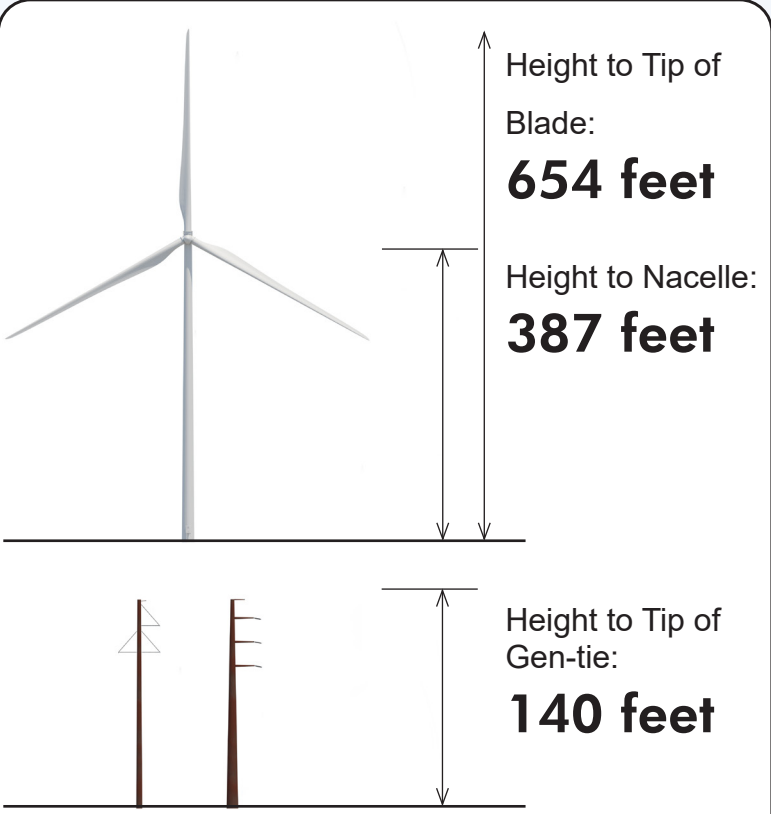 Height to Tip of
Blade:
654 feet
Height to Nacelle:
387 feet
Height to Tip of
Gen-tie:
140 feet